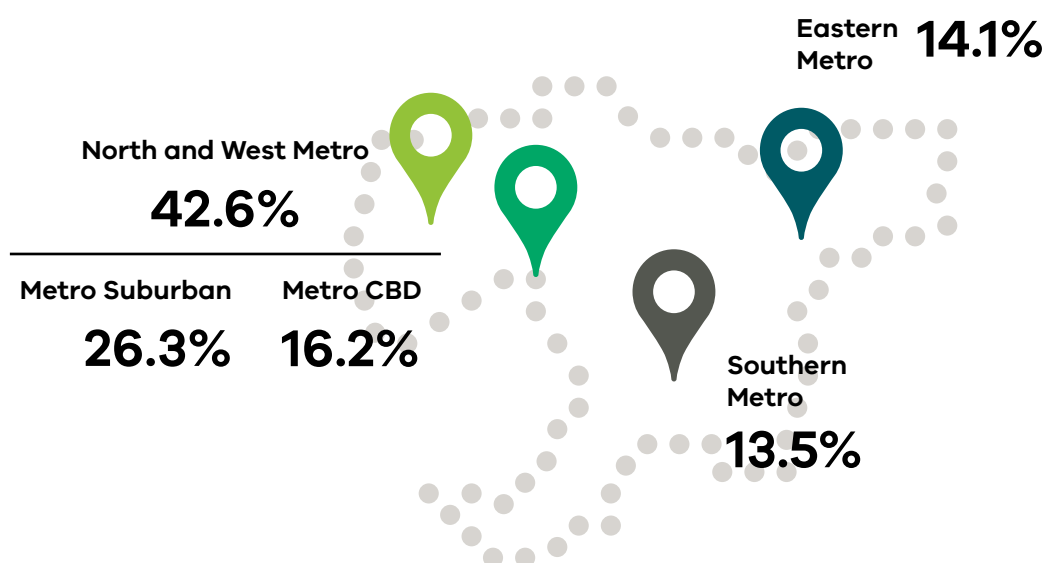 Eastern
Metro
14.1%
North and West Metro
42.6%
Metro Suburban
26.3%
Metro CBD
16.2%
Southern
Metro
13.5%